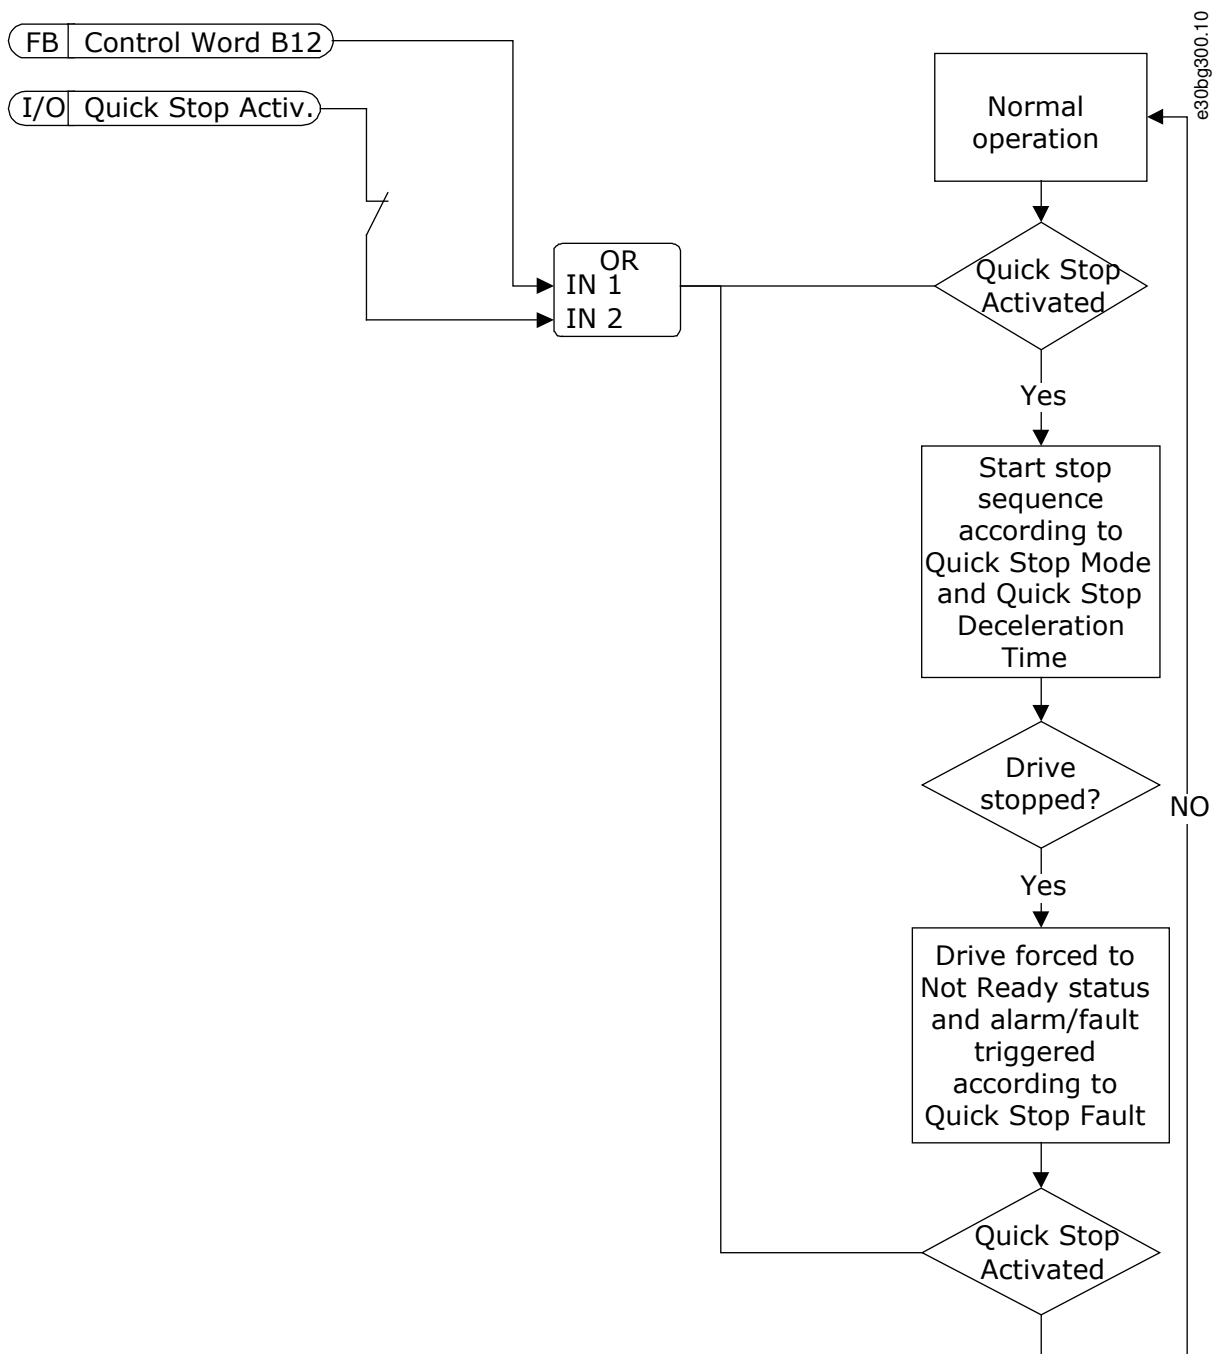 FB Control Word B12
I/O Quick Stop Activ.
OR
IN 1
IN 2
e30bg300.10
Normal
operation
Quick Stop
Activated
Yes
Start stop
sequence
according to
Quick Stop Mode
and Quick Stop
Deceleration
Time
Drive
stopped?
NO
Yes
Drive forced to
Not Ready status
and alarm/fault
triggered
according to
Quick Stop Fault
Quick Stop
Activated